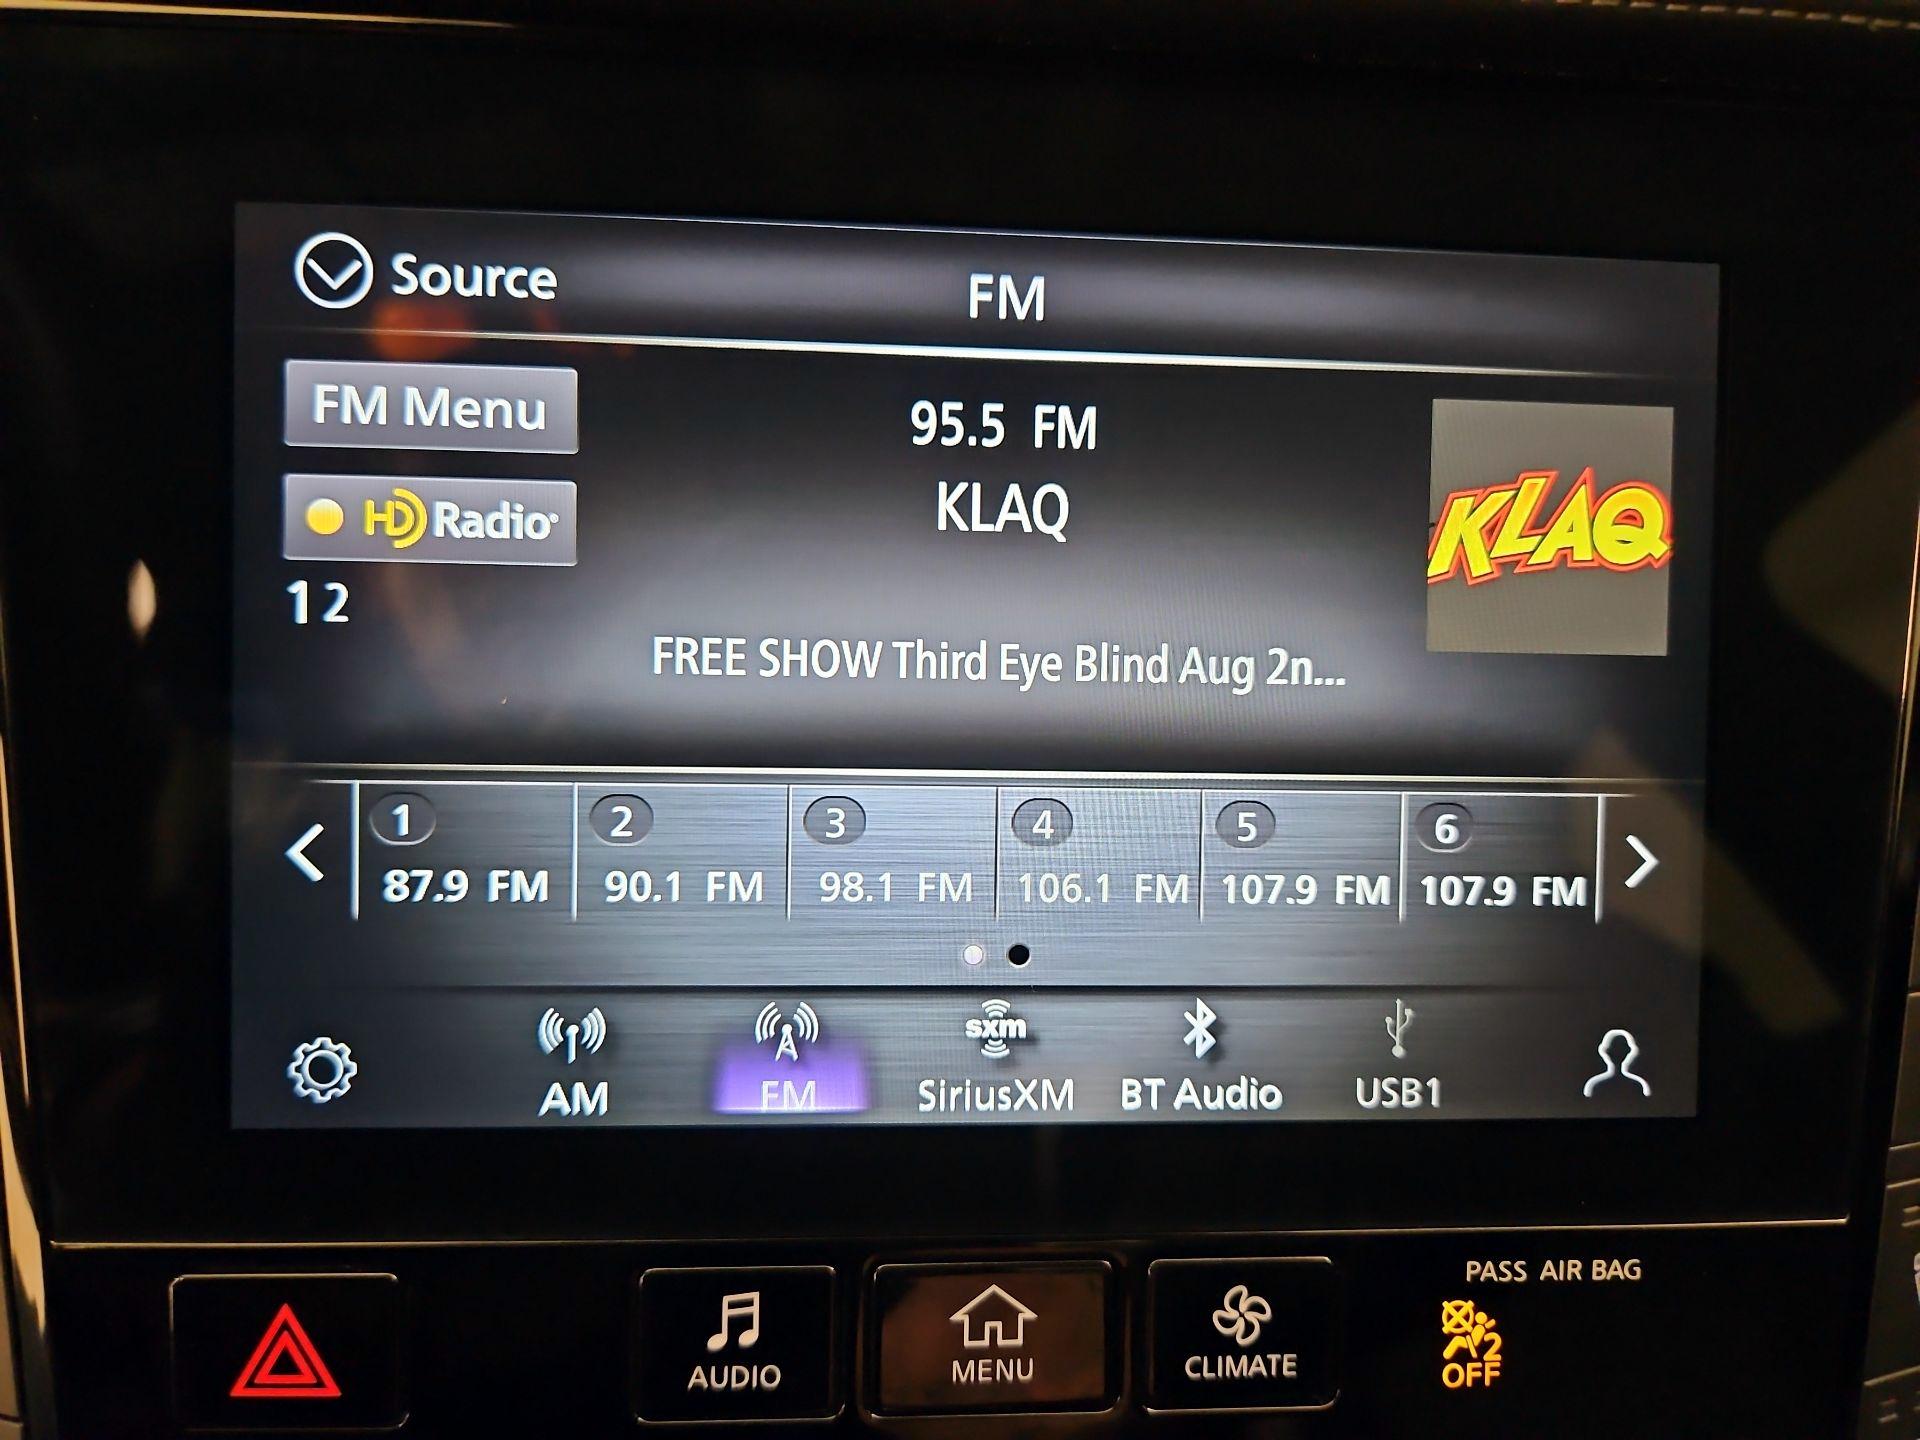 Source
FM
FM Menu
95.5 FM
KLAQ
KLAQ
HD Radio®
1 2
FREE SHOW Third Eye Blind Aug 2n...
1 2 3 4 5 6
87.9 FM 90.1 FM 98.1 FM 106.1 FM 107.9 FM 107.9 FM
sxm
AM FM SiriusXM BT Audio USB1
PASS AIR BAG
2
OFF
AUDIO MENU CLIMATE